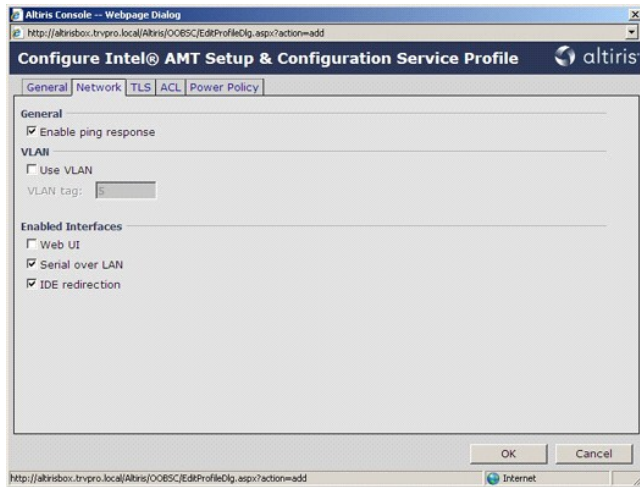 Altiris Console -- Webpage Dialog
http://altirisbox.trvpro.local/Altiris/OOBSC/EditProfileDlg.aspx?action=add
Configure Intel® AMT Setup & Configuration Service Profile altiris
General Network TLS ACL Power Policy
General
Enable ping response
VLAN
Use VLAN
VLAN tag: 5
Enabled Interfaces
Web UI
Serial over LAN
IDE redirection
OK Cancel
http://altirisbox.trvpro.local/Altiris/OOBSC/EditProfileDlg.aspx?action=add Internet